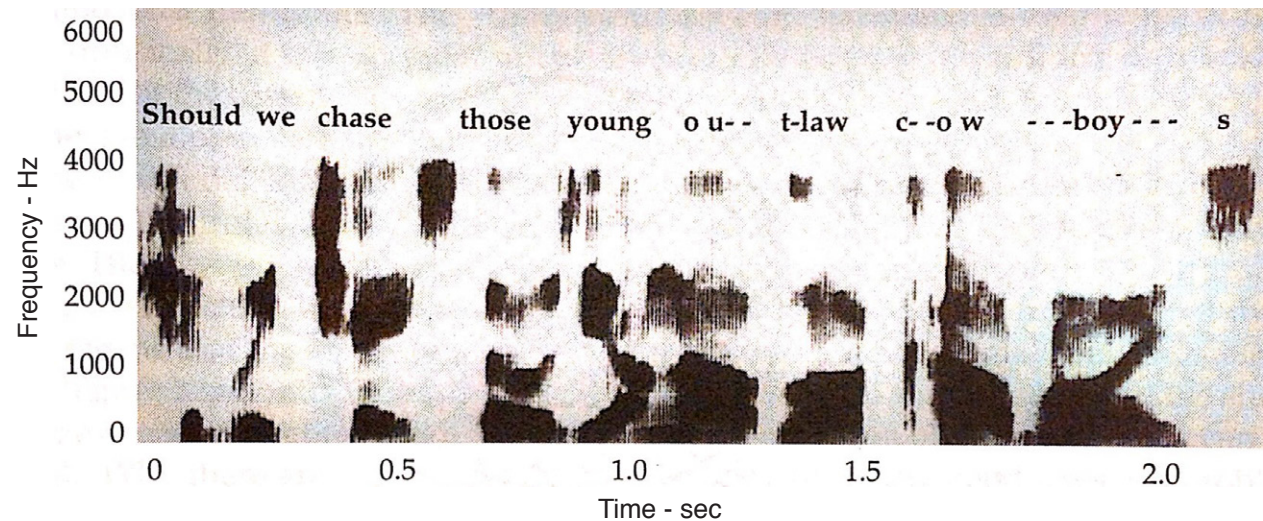 6000
5000
Should we chase those young o u-- t-law c--o w ---boy--- s
4000
3000
2000
1000
0
Frequency - Hz
0 0.5 1.0 1.5 2.0
Time - sec